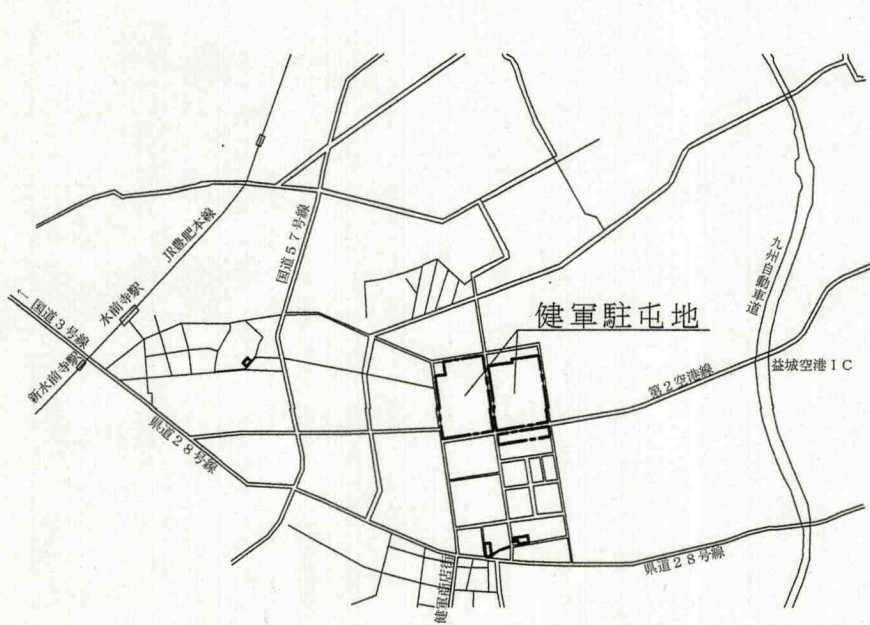 JR豊肥本線
国道57号線
水前寺駅
← 国道3号線
新水前寺駅
県道28号線
健軍駐屯地
九州自動車道
益城空港IC
第2空港線
県道28号線
健軍商店街